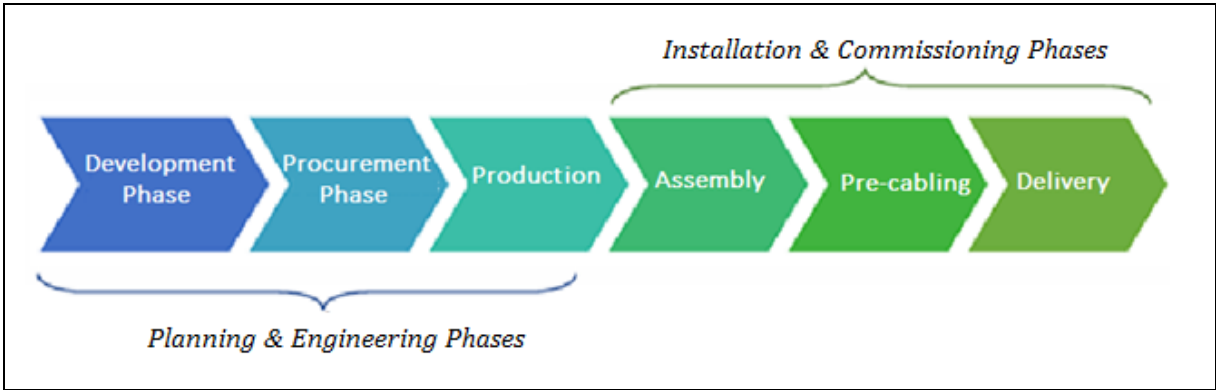 Installation & Commissioning Phases
Development
Phase
Procurement
Phase
Production
Assembly
Pre-cabling
Delivery
Planning & Engineering Phases